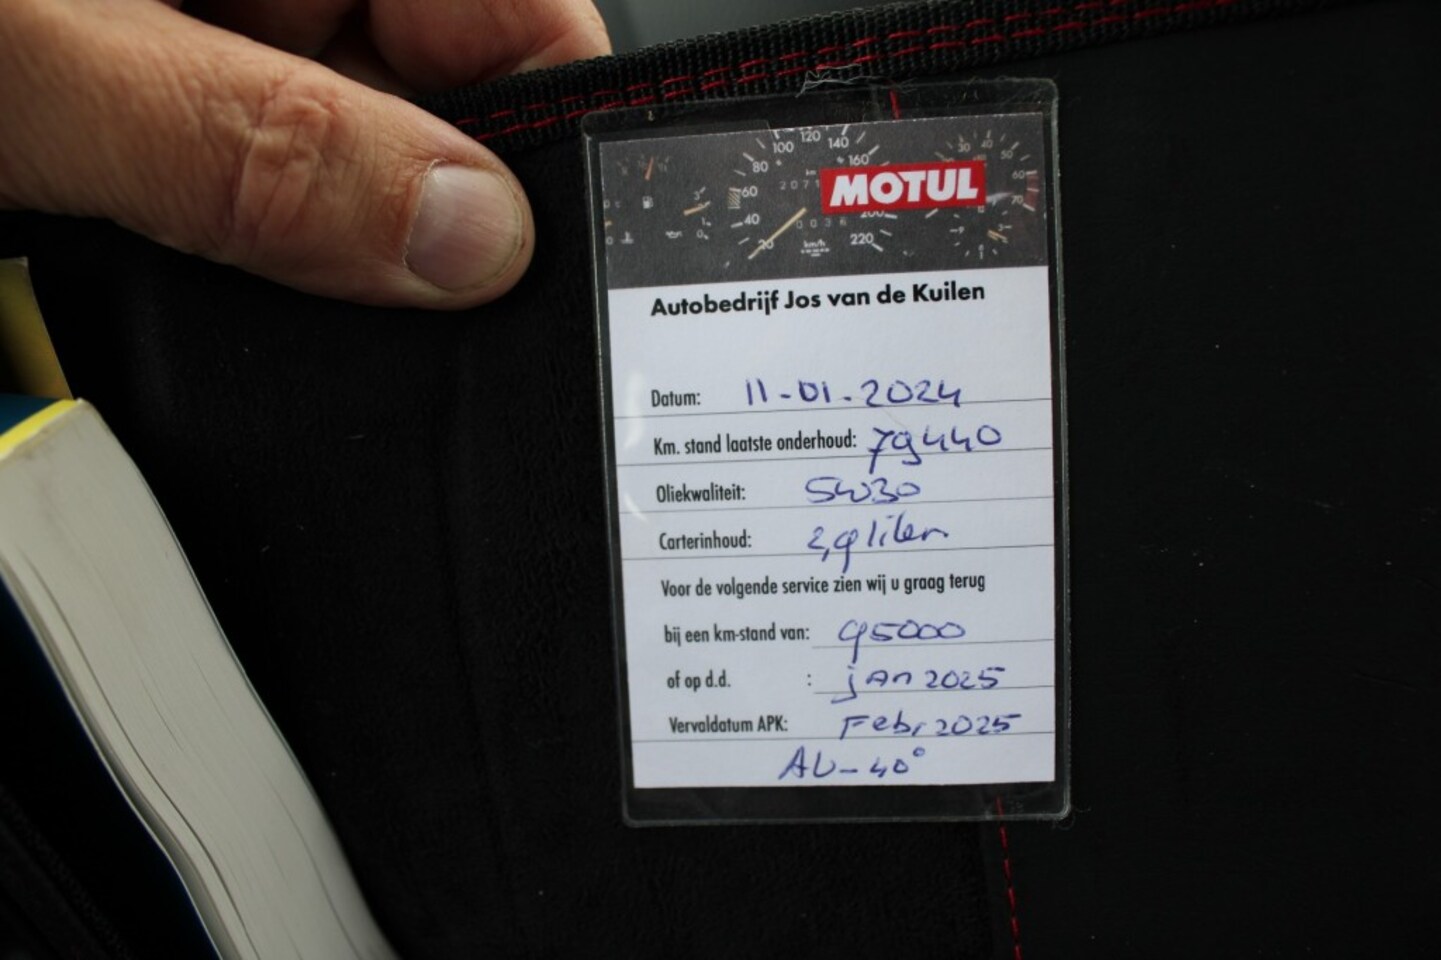 MOTUL
Autobedrijf Jos van de Kuilen
Datum: 11-01-2024
Km. stand laatste onderhoud: 79440
Oliekwaliteit: 5W30
Carterinhoud: 2,9 liter
Voor de volgende service zien wij u graag terug
bij een km-stand van: 95000
of op d.d. : jan 2025
Vervaldatum APK: Febr 2025
-40°